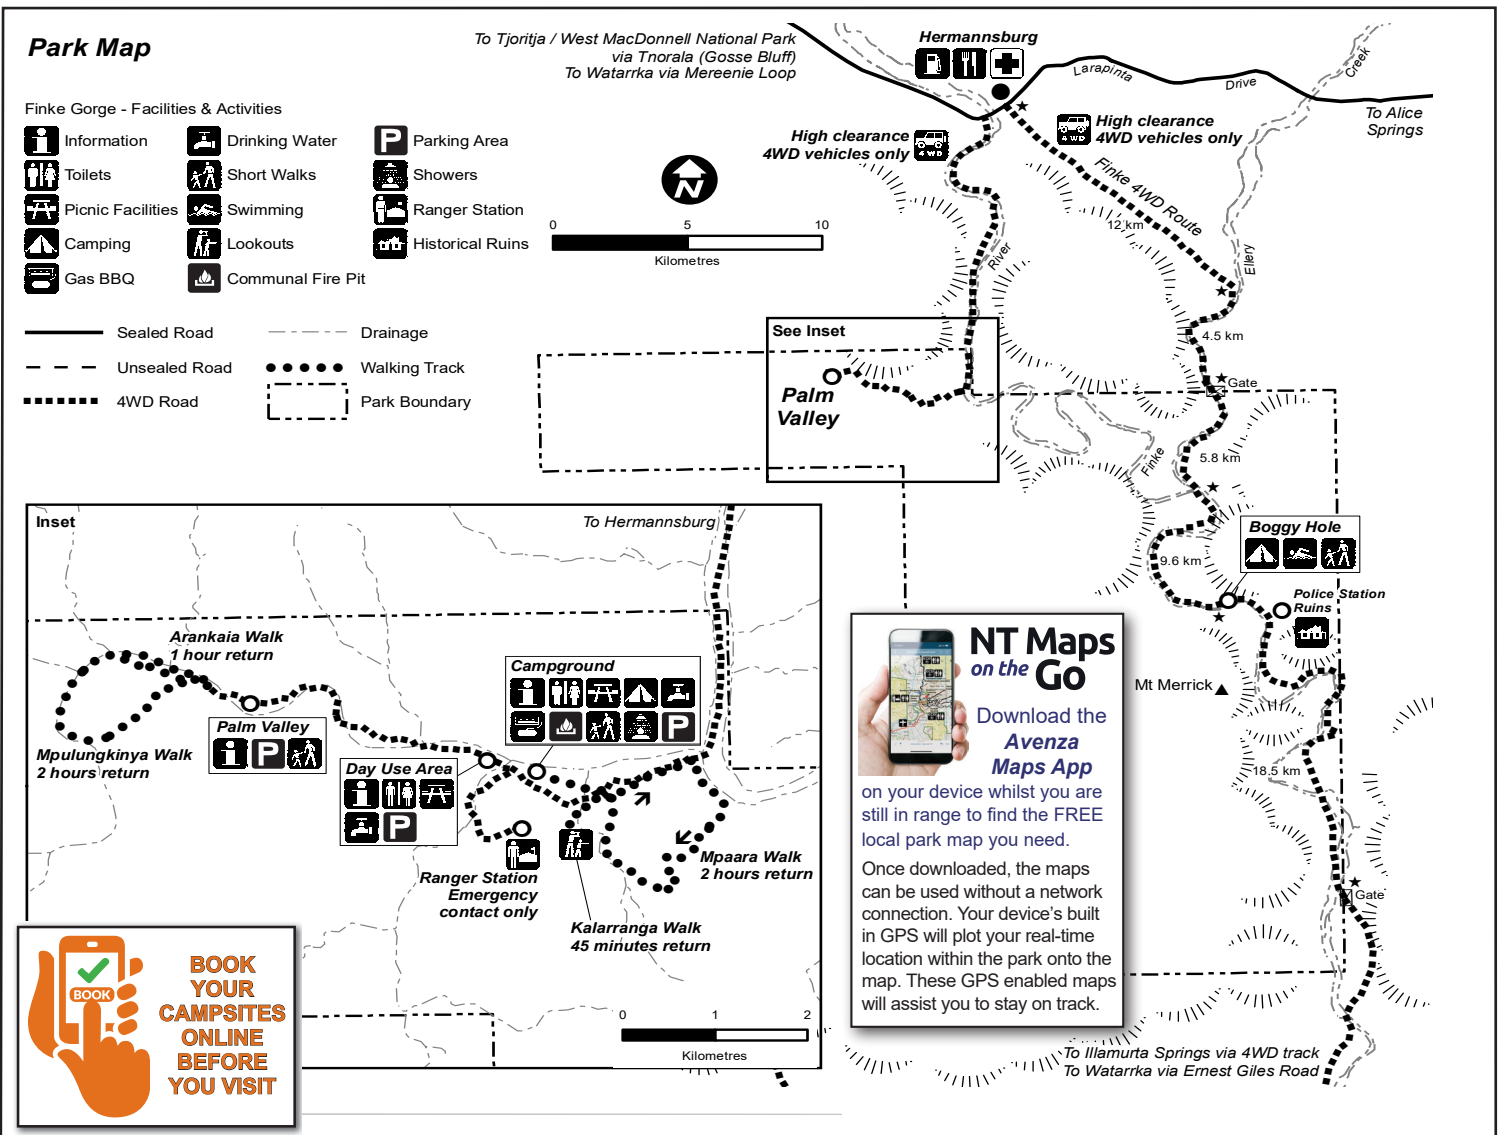 Park Map
Finke Gorge - Facilities & Activities
Information
Toilets
Picnic Facilities
Camping
Gas BBQ
Drinking Water
Short Walks
Swimming
Lookouts
Communal Fire Pit
P Parking Area
Showers
Ranger Station
Historical Ruins
Sealed Road
Unsealed Road
4WD Road
Drainage
Walking Track
Park Boundary
To Tjoritja / West MacDonnell National Park
via Tnorala (Gosse Bluff)
To Watarrka via Mereenie Loop
N
0 5 10
Kilometres
Hermannsburg
Larapinta Drive
Creek
To Alice
Springs
High clearance
4WD vehicles only
4WD
High clearance
4WD vehicles only
4WD
Finke 4WD Route
12 km
River
Ellery
4.5 km
Gate
See Inset
Palm
Valley
Finke
5.8 km
9.6 km
Boggy Hole
Police Station
Ruins
Mt Merrick
18.5 km
Gate
To Illamurta Springs via 4WD track
To Watarrka via Ernest Giles Road
Inset
To Hermannsburg
Arankaia Walk
1 hour return
Mpulungkinya Walk
2 hours return
Palm Valley
P
Campground
P
Day Use Area
P
Ranger Station
Emergency
contact only
Kalarranga Walk
45 minutes return
Mpaara Walk
2 hours return
0 1 2
Kilometres
BOOK
BOOK
YOUR
CAMPSITES
ONLINE
BEFORE
YOU VISIT
NT Maps
on the Go
Download the
Avenza
Maps App
on your device whilst you are
still in range to find the FREE
local park map you need.
Once downloaded, the maps
can be used without a network
connection. Your device's built
in GPS will plot your real-time
location within the park onto the
map. These GPS enabled maps
will assist you to stay on track.